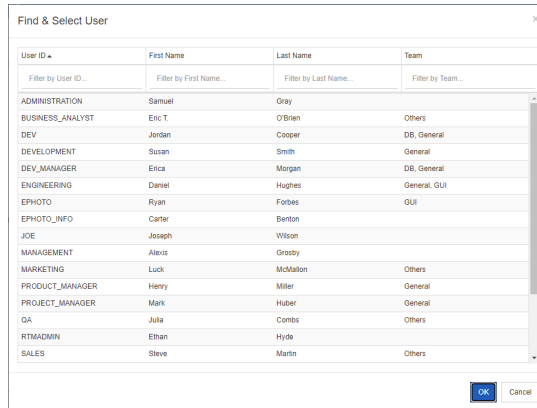 Find & Select User
×
User ID First Name Last Name Team
Filter by User ID... Filter by First Name... Filter by Last Name... Filter by Team...
ADMINISTRATION Samuel Gray
BUSINESS_ANALYST Eric T. O'Brien Others
DEV Jordan Cooper DB, General
DEVELOPMENT Susan Smith General
DEV_MANAGER Erica Morgan DB, General
ENGINEERING Daniel Hughes General, GUI
EPHOTO Ryan Forbes GUI
EPHOTO_INFO Carter Benton
JOE Joseph Wilson
MANAGEMENT Alexis Grosby
MARKETING Luck McMallon Others
PRODUCT_MANAGER Henry Miller General
PROJECT_MANAGER Mark Huber General
QA Julia Combs Others
RTMADMIN Ethan Hyde
SALES Steve Martin Others
OK Cancel